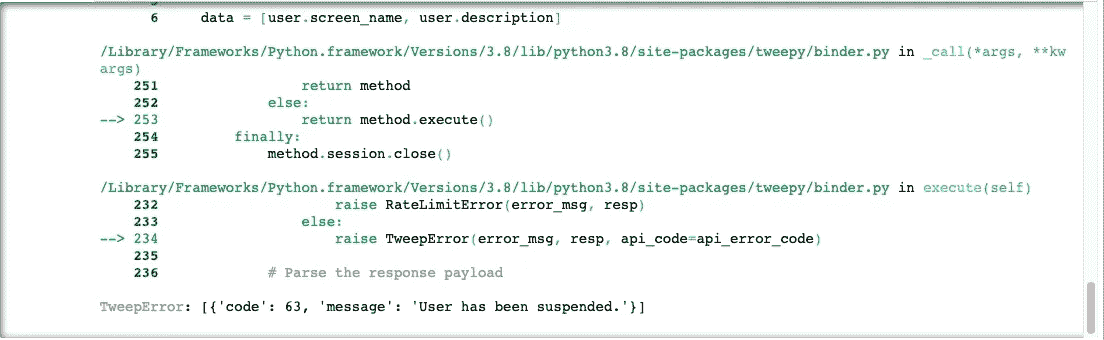 6     data = [user.screen_name, user.description]
/Library/Frameworks/Python.framework/Versions/3.8/lib/python3.8/site-packages/tweepy/binder.py in _call(*args, **kw
args)
    251                 return method
    252             else:
--> 253                 return method.execute()
    254         finally:
    255             method.session.close()
/Library/Frameworks/Python.framework/Versions/3.8/lib/python3.8/site-packages/tweepy/binder.py in execute(self)
    232                     raise RateLimitError(error_msg, resp)
    233                 else:
--> 234                     raise TweepError(error_msg, resp, api_code=api_error_code)
    235
    236             # Parse the response payload
TweepError: [{'code': 63, 'message': 'User has been suspended.'}]